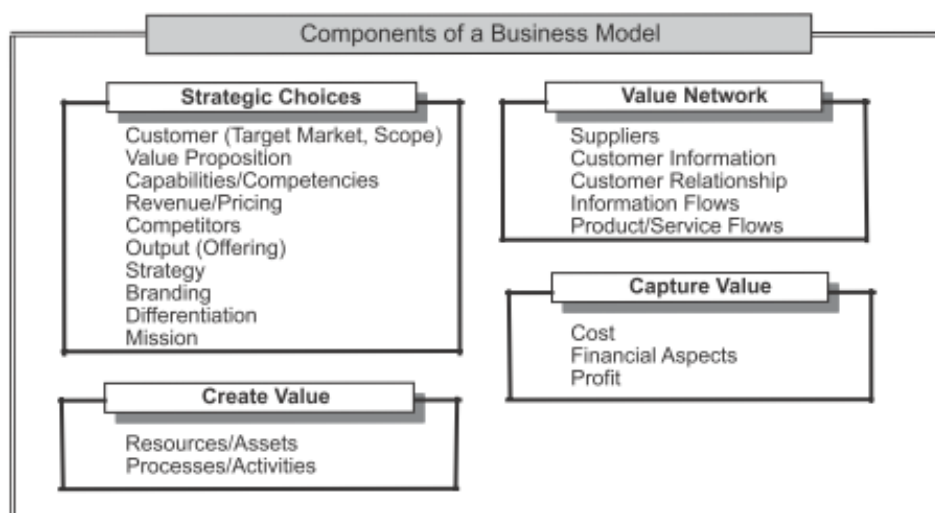 Components of a Business Model
Strategic Choices
Customer (Target Market, Scope)
Value Proposition
Capabilities/Competencies
Revenue/Pricing
Competitors
Output (Offering)
Strategy
Branding
Differentiation
Mission
Create Value
Resources/Assets
Processes/Activities
Value Network
Suppliers
Customer Information
Customer Relationship
Information Flows
Product/Service Flows
Capture Value
Cost
Financial Aspects
Profit